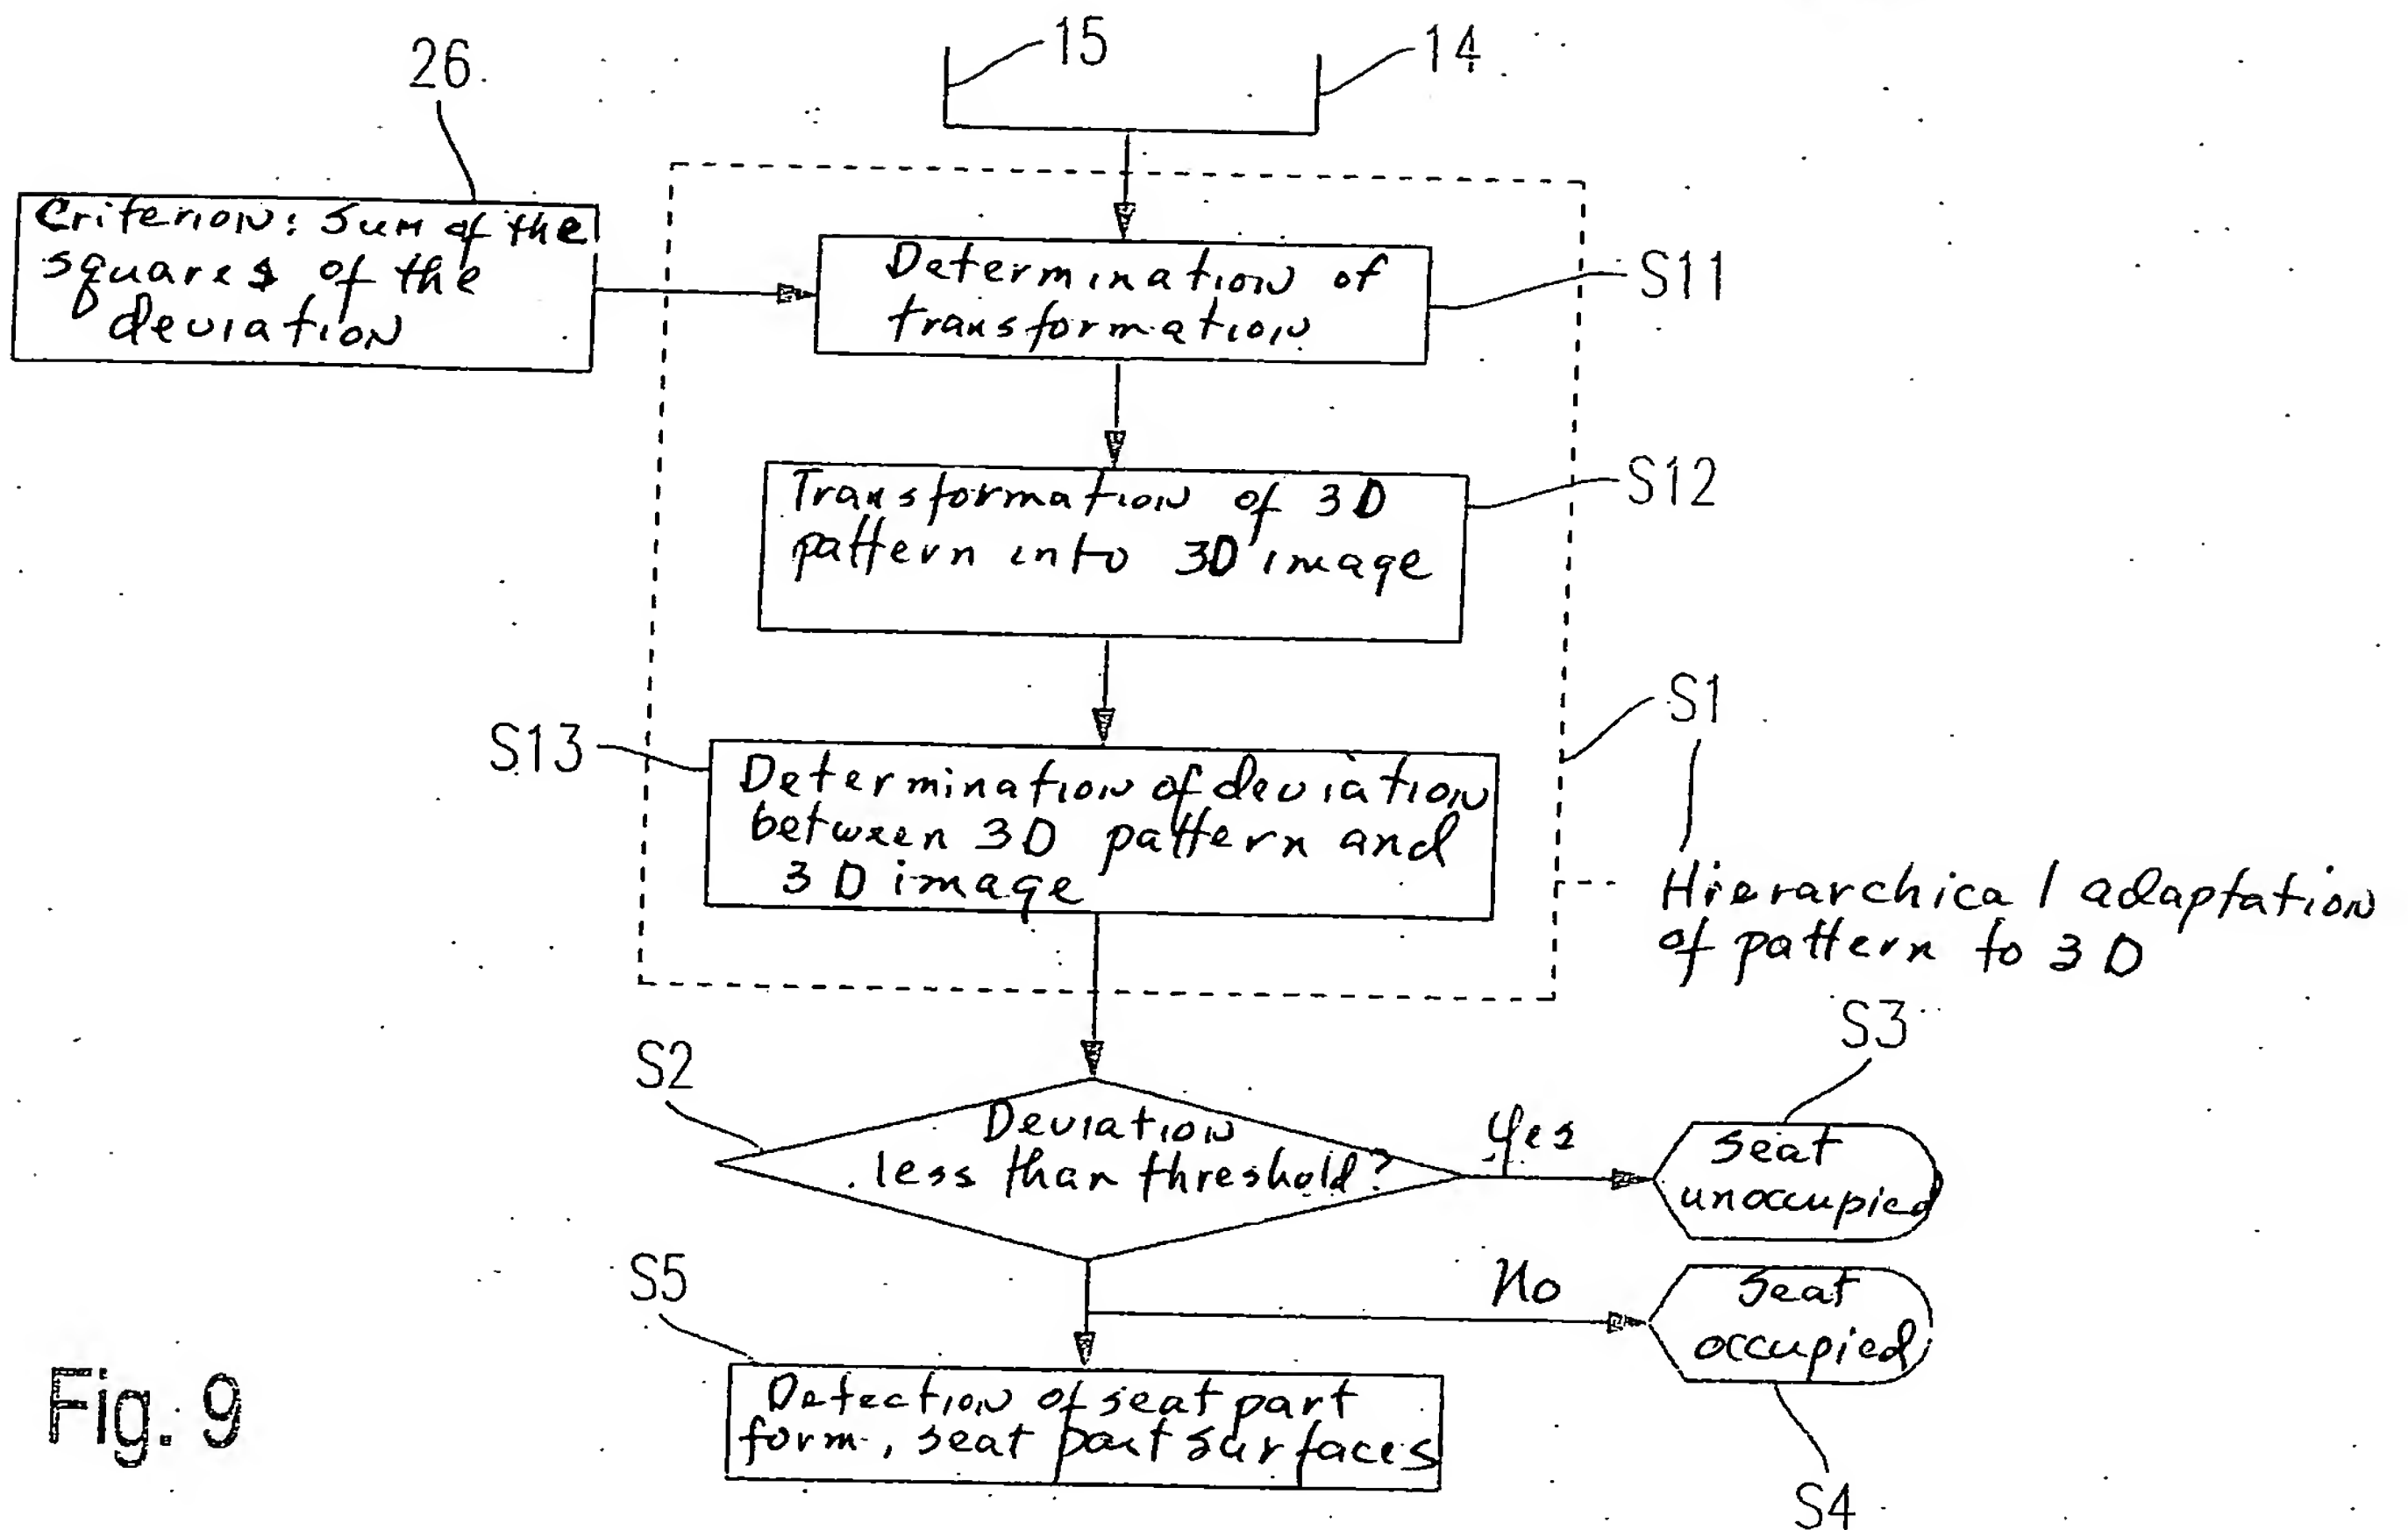 15
14
26
Criterion: Sum of the
squares of the
deviation
Determination of
transformation
S11
Transformation of 3D
pattern into 3D image
S12
S1
S13
Determination of deviation
between 3D pattern and
3D image
Hierarchical adaptation
of pattern to 3D
S3
S2
Deviation
less than threshold?
Yes
Seat
unoccupied
S5
No
Seat
occupied
Detection of seat part
form, seat part surfaces
S4
Fig. 9